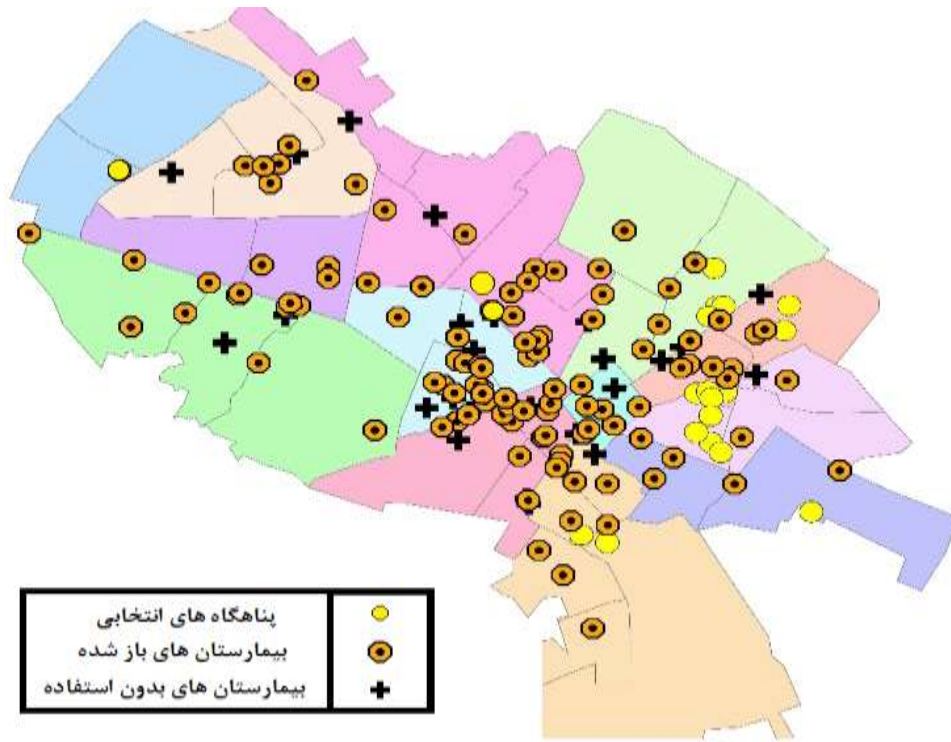 پناهگاه های انتخابی
بیمارستان های باز شده
بیمارستان های بدون استفاده